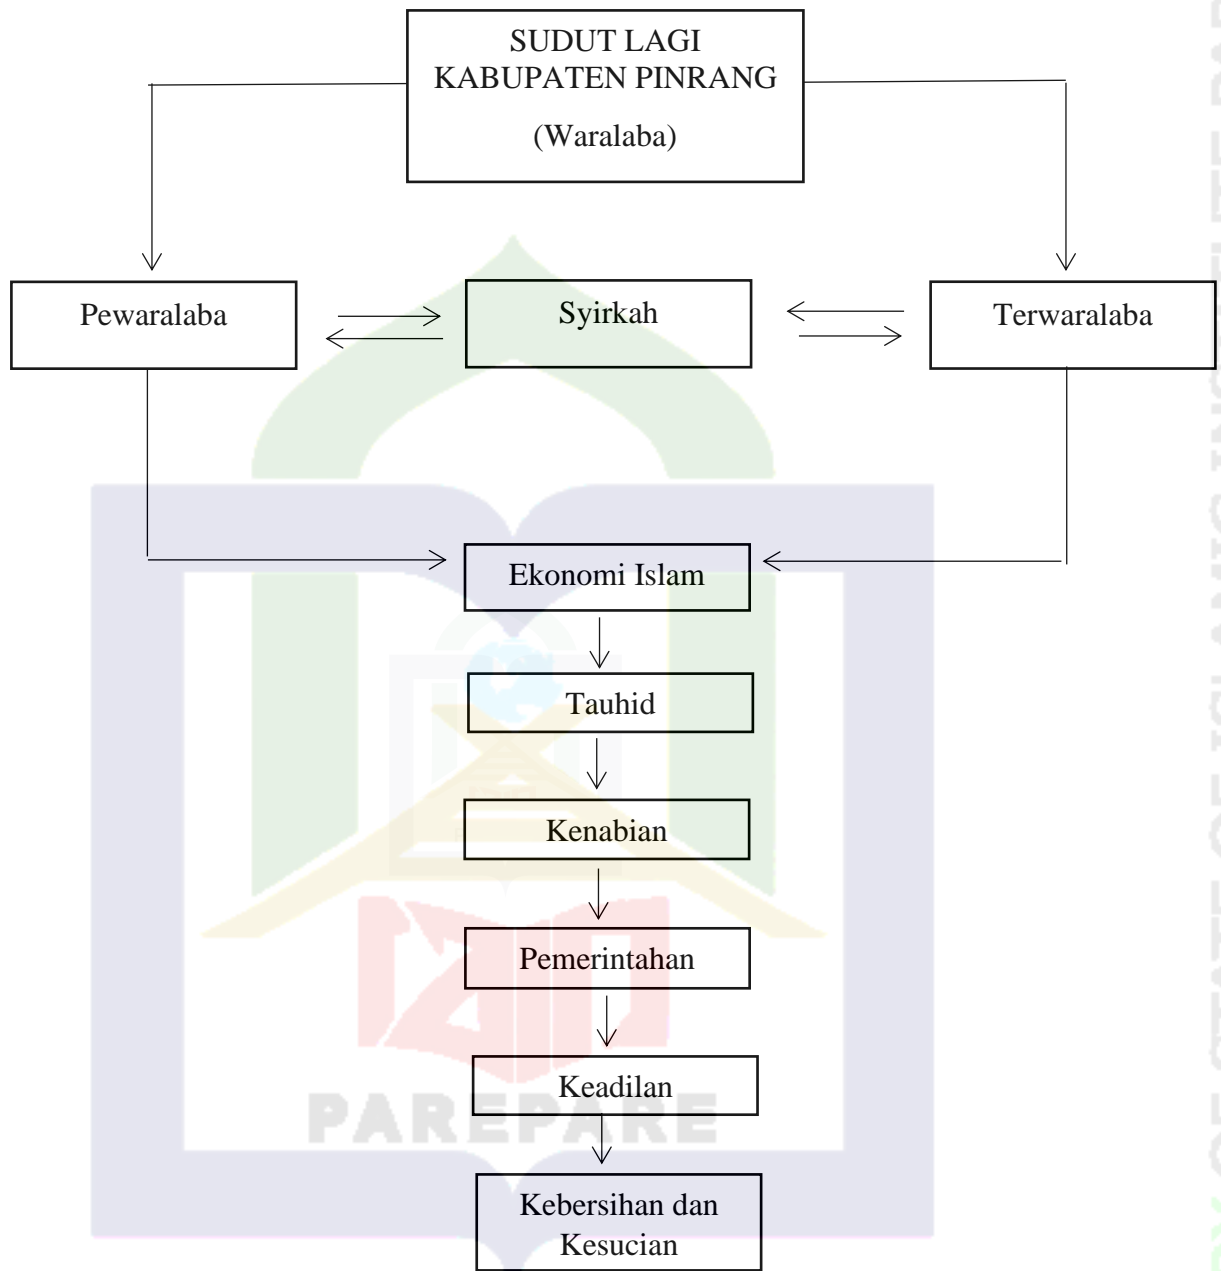 SUDUT LAGI
KABUPATEN PINRANG
(Waralaba)
Pewaralaba
Syirkah
Terwaralaba
Ekonomi Islam
Tauhid
Kenabian
Pemerintahan
Keadilan
PAREPARE
Kebersihan dan
Kesucian